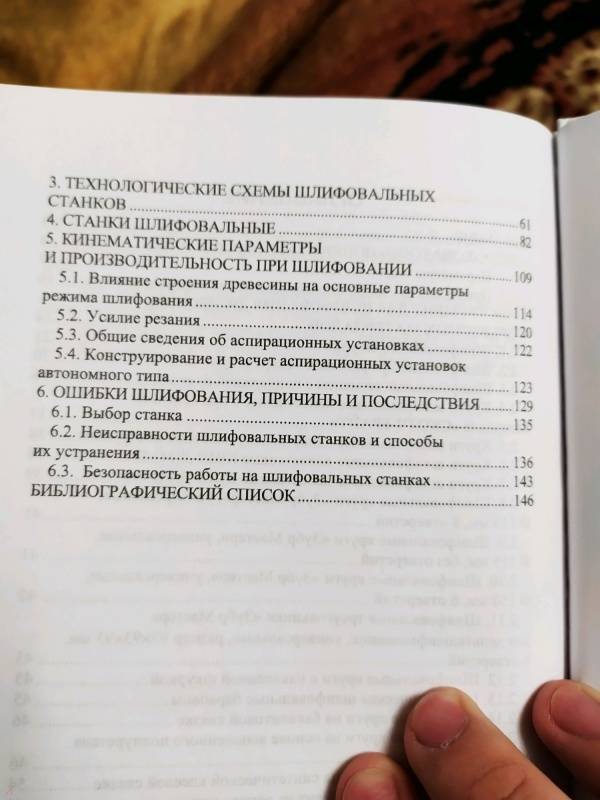 3. ТЕХНОЛОГИЧЕСКИЕ СХЕМЫ ШЛИФОВАЛЬНЫХ
СТАНКОВ ... 61
4. СТАНКИ ШЛИФОВАЛЬНЫЕ ... 82
5. КИНЕМАТИЧЕСКИЕ ПАРАМЕТРЫ
И ПРОИЗВОДИТЕЛЬНОСТЬ ПРИ ШЛИФОВАНИИ ... 109
5.1. Влияние строения древесины на основные параметры
режима шлифования ... 114
5.2. Усилие резания ... 120
5.3. Общие сведения об аспирационных установках ... 122
5.4. Конструирование и расчет аспирационных установок
автономного типа ... 123
6. ОШИБКИ ШЛИФОВАНИЯ, ПРИЧИНЫ И ПОСЛЕДСТВИЯ ... 129
6.1. Выбор станка ... 135
6.2. Неисправности шлифовальных станков и способы
их устранения ... 136
6.3. Безопасность работы на шлифовальных станках ... 143
БИБЛИОГРАФИЧЕСКИЙ СПИСОК ... 146